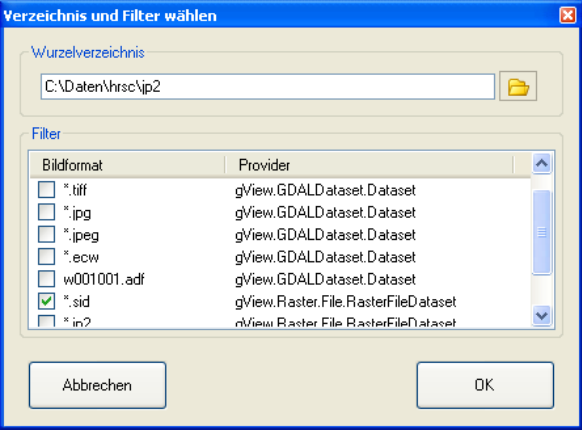 Verzeichnis und Filter wählen
Wurzelverzeichnis
C:\Daten\hrsc\jp2
Filter
Bildformat Provider
*.tiff gView.GDALDataset.Dataset
*.jpg gView.GDALDataset.Dataset
*.jpeg gView.GDALDataset.Dataset
*.ecw gView.GDALDataset.Dataset
w001001.adf gView.GDALDataset.Dataset
*.sid gView.Raster.File.RasterFileDataset
*.jp2 gView.Raster.File.RasterFileDataset
Abbrechen OK